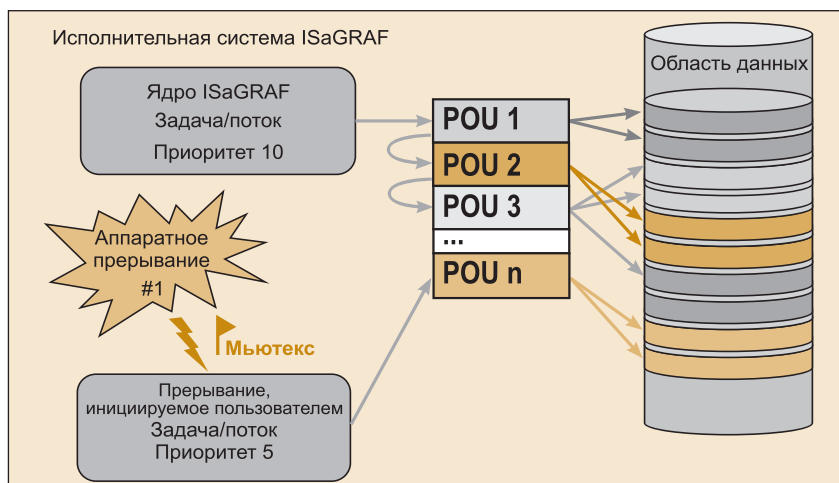 Исполнительная система ISaGRAF
Ядро ISaGRAF
Задача/поток
Приоритет 10
Аппаратное
прерывание
#1
Мьютекс
Прерывание,
инициируемое пользователем
Задача/поток
Приоритет 5
POU 1
POU 2
POU 3
...
POU n
Область данных